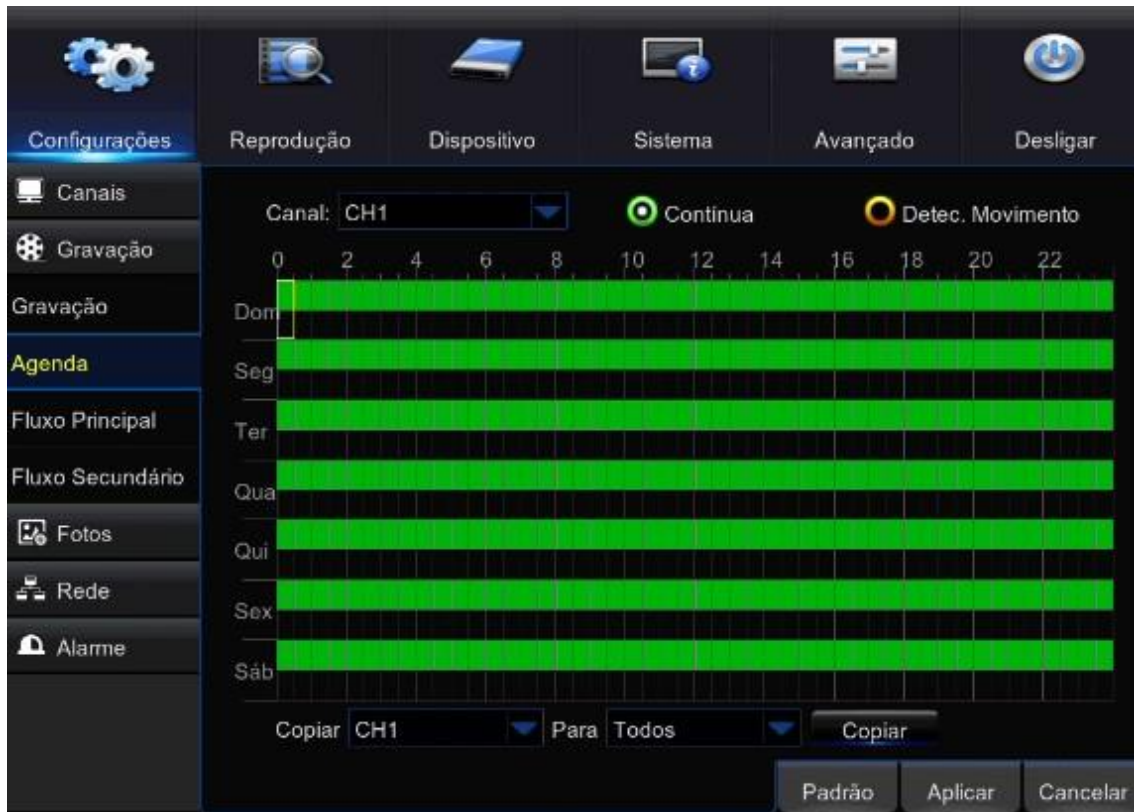 Configurações Reprodução Dispositivo Sistema Avançado Desligar
Canais
Gravação
Gravação
Agenda
Fluxo Principal
Fluxo Secundário
Fotos
Rede
Alarme
Canal: CH1 Contínua Detec. Movimento
0 2 4 6 8 10 12 14 16 18 20 22
Dom
Seg
Ter
Qua
Qui
Sex
Sáb
Copiar CH1 Para Todos Copiar
Padrão Aplicar Cancelar